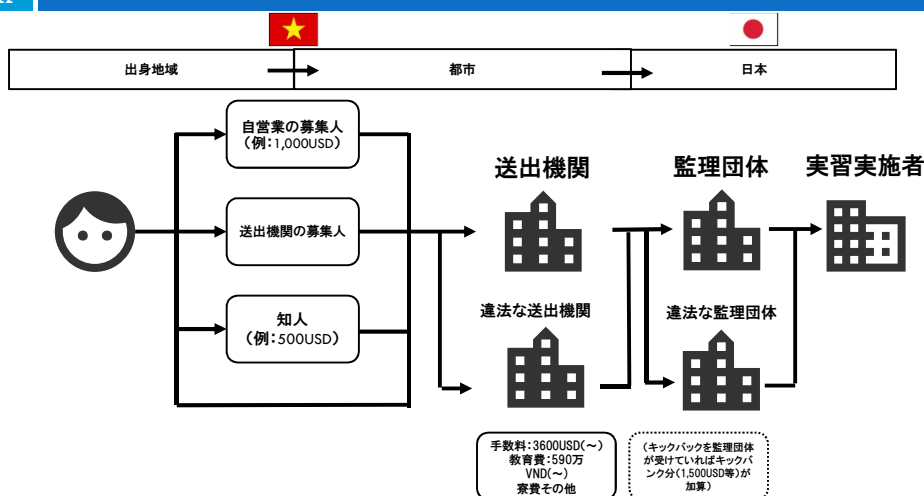 出身地域
都市
日本
自営業の募集人
(例:1,000USD)
送出機関の募集人
知人
(例:500USD)
送出機関
監理団体
実習実施者
違法な送出機関
違法な監理団体
手数料:3600USD(~)
教育費:590万
VND(~)
寮費その他
(キックバックを監理団体
が受けていればキックバ
ンク分(1,500USD等)が
加算)